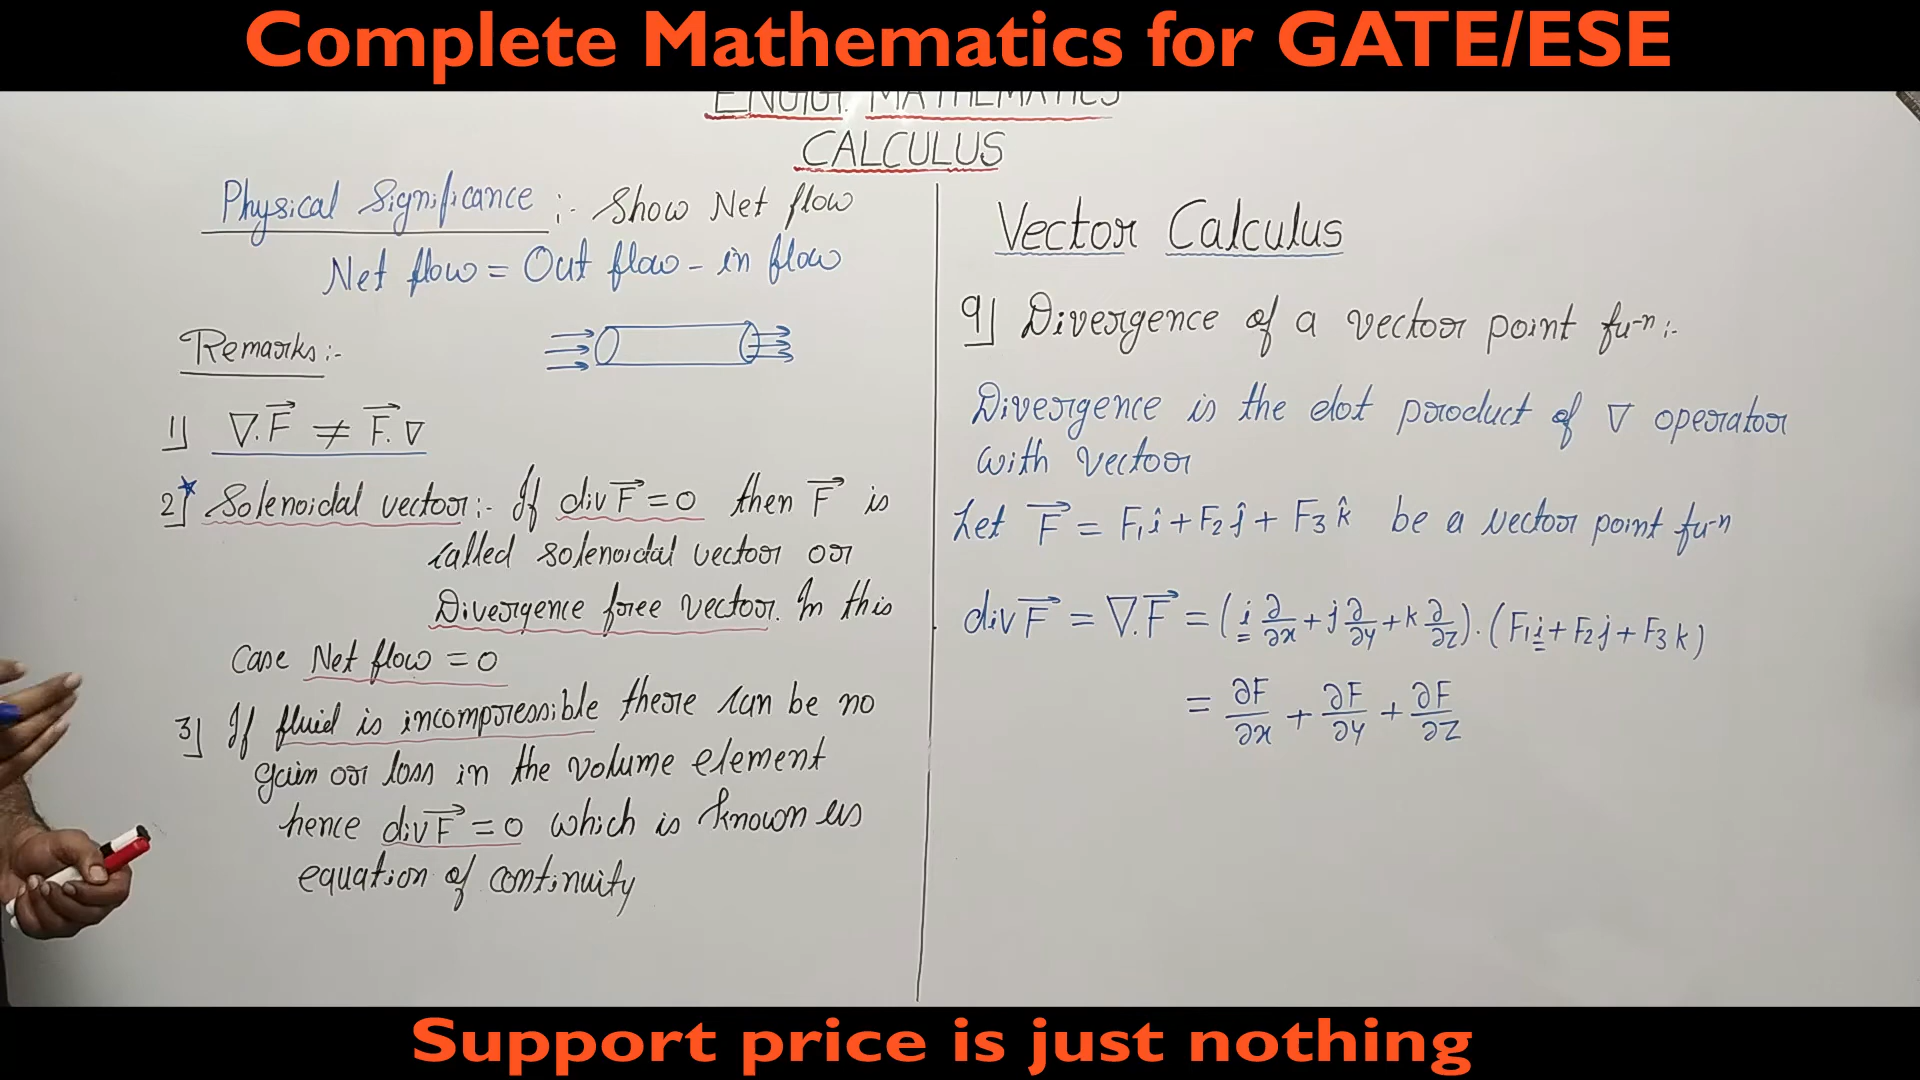 Complete Mathematics for GATE/ESE
ENGG. MATHEMATICS
CALCULUS
Physical Significance :- Show Net flow
Net flow = Out flow - in flow
Remarks :-
1] ∇.F⃗ ≠ F⃗.∇
2]* Solenoidal vector :- If div F⃗ = 0 then F⃗ is
called solenoidal vector or
Divergence free vector. In this
Case Net flow = 0
3] If fluid is incompressible there can be no
gain or loss in the volume element
hence div F⃗ = 0 which is known as
equation of continuity
Vector Calculus
9] Divergence of a vector point fu-n :-
Divergence is the dot product of ∇ operator
with vector
Let F⃗ = F₁î + F₂ĵ + F₃k̂ be a vector point fu-n
div F⃗ = ∇.F⃗ = (i ∂/∂x + j ∂/∂y + k ∂/∂z) . (F₁i + F₂j + F₃k)
= ∂F/∂x + ∂F/∂y + ∂F/∂z
Support price is just nothing